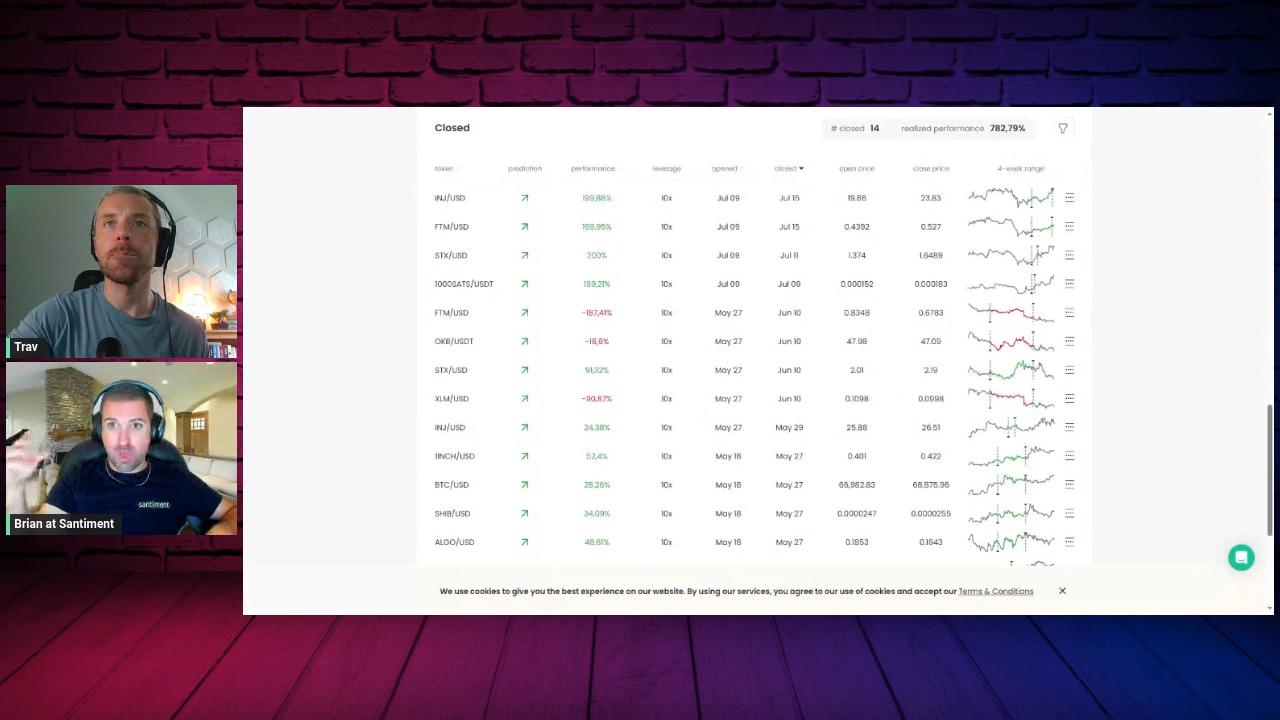 Closed # closed 14 realized performance 782,79%
token prediction performance leverage opened closed open price close price 4-week range
INJ/USD 199,88% 10x Jul 09 Jul 15 19.86 23.83
FTM/USD 199,95% 10x Jul 09 Jul 15 0.4392 0.527
STX/USD 200% 10x Jul 09 Jul 11 1.374 1.6489
1000SATS/USDT 199,21% 10x Jul 09 Jul 09 0.000152 0.000183
FTM/USD -187,41% 10x May 27 Jun 10 0.8348 0.6783
OKB/USDT -18,6% 10x May 27 Jun 10 47.98 47.09
STX/USD 91,32% 10x May 27 Jun 10 2.01 2.19
XLM/USD -90,87% 10x May 27 Jun 10 0.1098 0.0998
INJ/USD 24,38% 10x May 27 May 29 25.88 26.51
1INCH/USD 52,4% 10x May 18 May 27 0.401 0.422
BTC/USD 28,26% 10x May 18 May 27 66,982.83 68,875.96
SHIB/USD 34,09% 10x May 18 May 27 0.0000247 0.0000255
ALGO/USD 48,61% 10x May 18 May 27 0.1853 0.1943
We use cookies to give you the best experience on our website. By using our services, you agree to our use of cookies and accept our Terms & Conditions
Trav
·santiment·
Brian at Santiment